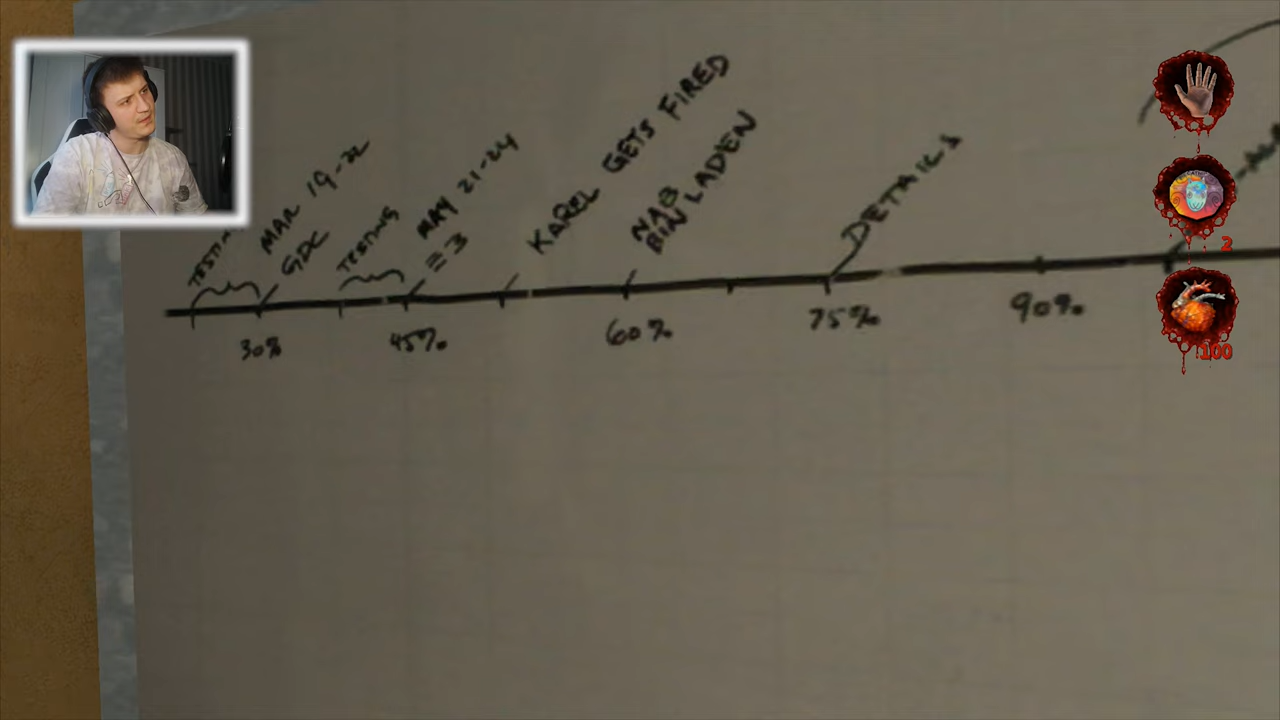 TESTIN
MAR 19-22
GDC
TESTING
MAY 21-24
E3
KAREL GETS FIRED
NAB
BIN LADEN
DETAILS
30%
45%
60%
75%
90%
2
100